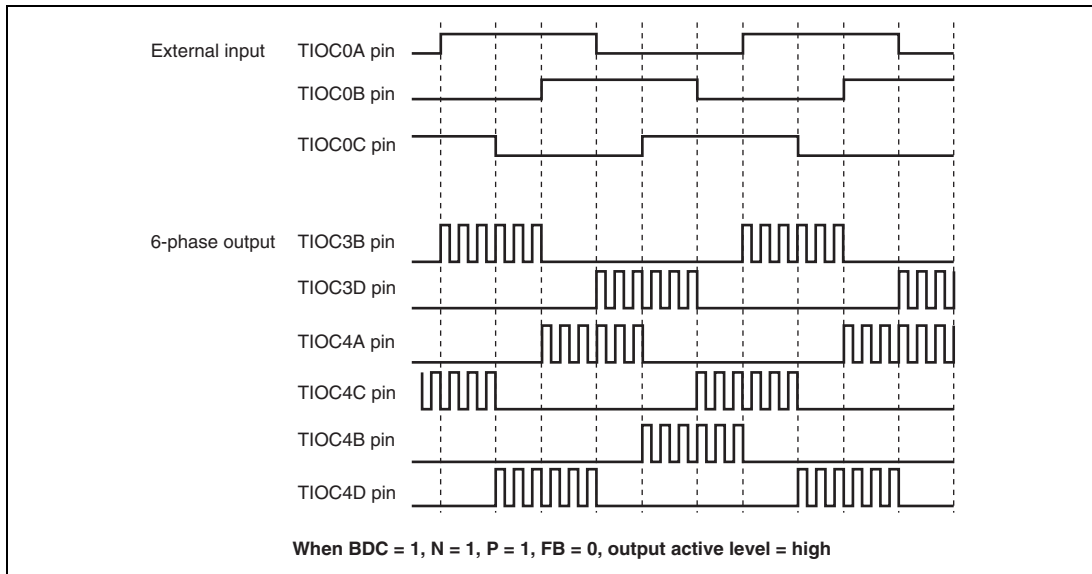 External input TIOC0A pin
TIOC0B pin
TIOC0C pin
6-phase output TIOC3B pin
TIOC3D pin
TIOC4A pin
TIOC4C pin
TIOC4B pin
TIOC4D pin
When BDC = 1, N = 1, P = 1, FB = 0, output active level = high